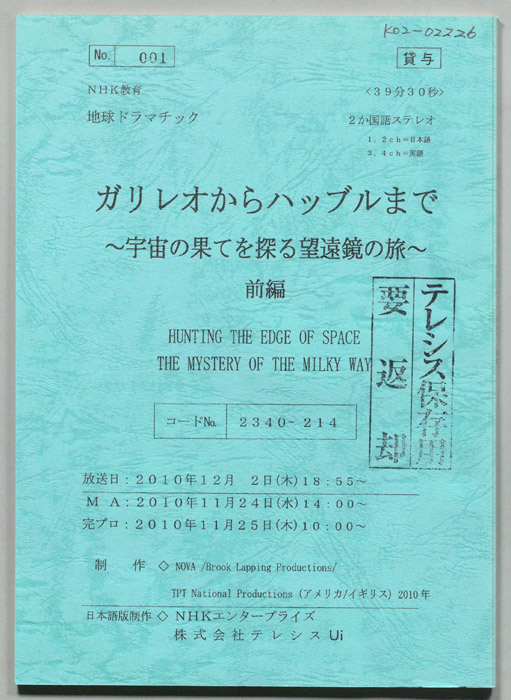 K02-02226
No. 001
貸与
NHK教育
<39分30秒>
地球ドラマチック
2か国語ステレオ
1, 2ch=日本語
3, 4ch=英語
ガリレオからハッブルまで
~宇宙の果てを探る望遠鏡の旅~
前編
HUNTING THE EDGE OF SPACE
THE MYSTERY OF THE MILKY WAY
テレシス保存用
要返却
コードNo. 2340-214
放送日:2010年12月 2日(木)18:55~
MA:2010年11月24日(水)14:00~
完プロ:2010年11月25日(木)10:00~
制 作 ◇ NOVA /Brook Lapping Productions/
TPT National Productions (アメリカ/イギリス) 2010年
日本語版制作 ◇ NHKエンタープライズ
株式会社テレシス Ui